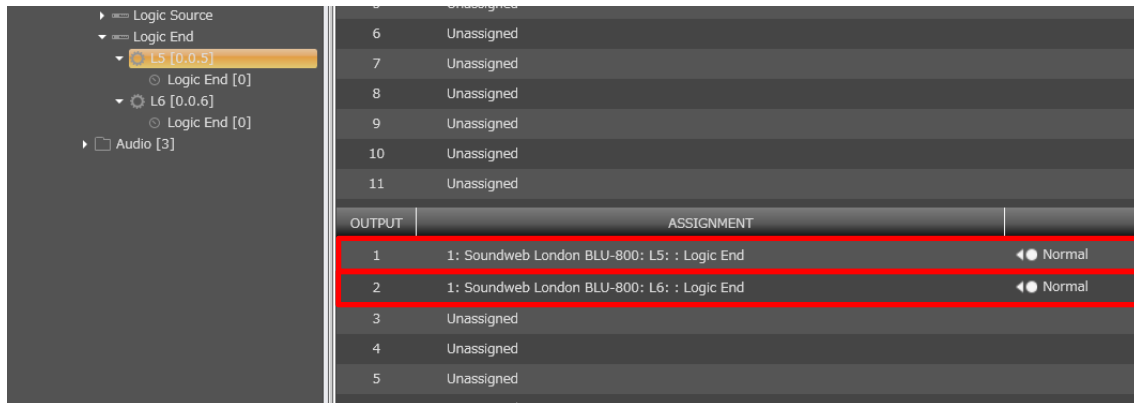 Logic Source
Logic End
L5 [0.0.5]
Logic End [0]
L6 [0.0.6]
Logic End [0]
Audio [3]
6 Unassigned
7 Unassigned
8 Unassigned
9 Unassigned
10 Unassigned
11 Unassigned
OUTPUT ASSIGNMENT
1 1: Soundweb London BLU-800: L5: : Logic End Normal
2 1: Soundweb London BLU-800: L6: : Logic End Normal
3 Unassigned
4 Unassigned
5 Unassigned